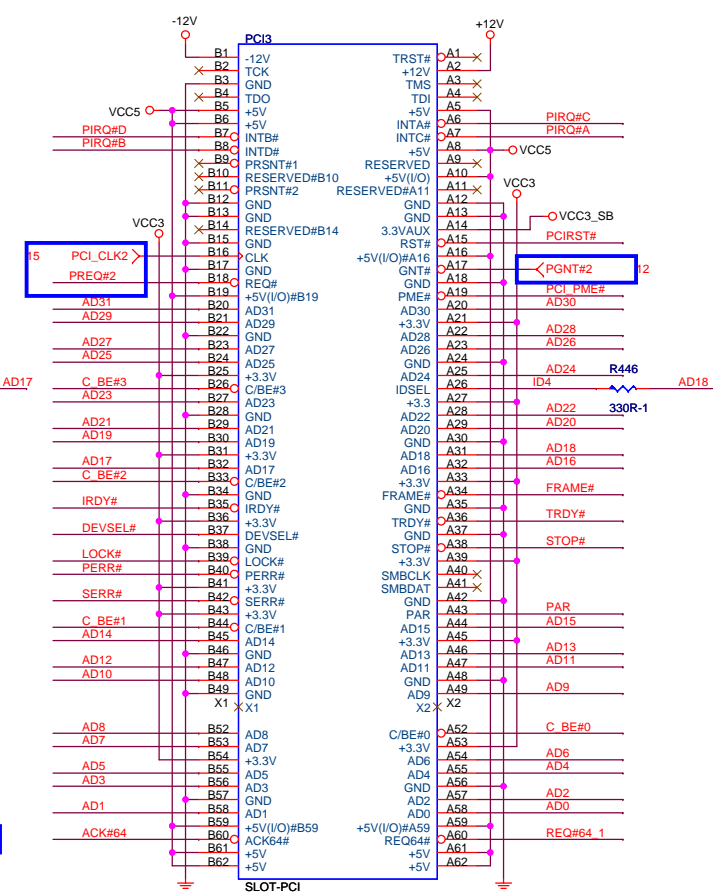 -12V +12V
PCI3
B1 -12V TRST# A1
B2 TCK +12V A2
B3 GND TMS A3
B4 TDO TDI A4
VCC5 B5 +5V +5V A5
B6 +5V INTA# A6 PIRQ#C
PIRQ#D B7 INTB# INTC# A7 PIRQ#A
PIRQ#B B8 INTD# +5V A8 VCC5
B9 PRSNT#1 RESERVED A9
B10 RESERVED#B10 +5V(I/O) A10
B11 PRSNT#2 RESERVED#A11 A11 VCC3
B12 GND GND A12
B13 GND GND A13
VCC3 B14 RESERVED#B14 3.3VAUX A14 VCC3_SB
B15 GND RST# A15 PCIRST#
15 PCI_CLK2 B16 CLK +5V(I/O)#A16 A16
B17 GND GNT# A17 PGNT#2 12
PREQ#2 B18 REQ# GND A18
B19 +5V(I/O)#B19 PME# A19 PCI_PME#
AD31 B20 AD31 AD30 A20 AD30
AD29 B21 AD29 +3.3V A21
B22 GND AD28 A22 AD28
AD27 B23 AD27 AD26 A23 AD26
AD25 B24 AD25 GND A24
B25 +3.3V AD24 A25 AD24 R446
AD17 C_BE#3 B26 C/BE#3 IDSEL A26 ID4 AD18
AD23 B27 AD23 +3.3 A27 330R-1
B28 GND AD22 A28 AD22
AD21 B29 AD21 AD20 A29 AD20
AD19 B30 AD19 GND A30
B31 +3.3V AD18 A31 AD18
AD17 B32 AD17 AD16 A32 AD16
C_BE#2 B33 C/BE#2 +3.3V A33
B34 GND FRAME# A34 FRAME#
IRDY# B35 IRDY# GND A35
B36 +3.3V TRDY# A36 TRDY#
DEVSEL# B37 DEVSEL# GND A37
B38 GND STOP# A38 STOP#
LOCK# B39 LOCK# +3.3V A39
PERR# B40 PERR# SMBCLK A40
B41 +3.3V SMBDAT A41
SERR# B42 SERR# GND A42
B43 +3.3V PAR A43 PAR
C_BE#1 B44 C/BE#1 AD15 A44 AD15
AD14 B45 AD14 +3.3V A45
B46 GND AD13 A46 AD13
AD12 B47 AD12 AD11 A47 AD11
AD10 B48 AD10 GND A48
B49 GND AD9 A49 AD9
X1 X1 X2 X2
AD8 B52 AD8 C/BE#0 A52 C_BE#0
AD7 B53 AD7 +3.3V A53
B54 +3.3V AD6 A54 AD6
AD5 B55 AD5 AD4 A55 AD4
AD3 B56 AD3 GND A56
B57 GND AD2 A57 AD2
AD1 B58 AD1 AD0 A58 AD0
B59 +5V(I/O)#B59 +5V(I/O)#A59 A59
ACK#64 B60 ACK64# REQ64# A60 REQ#64_1
B61 +5V +5V A61
B62 +5V +5V A62
SLOT-PCI